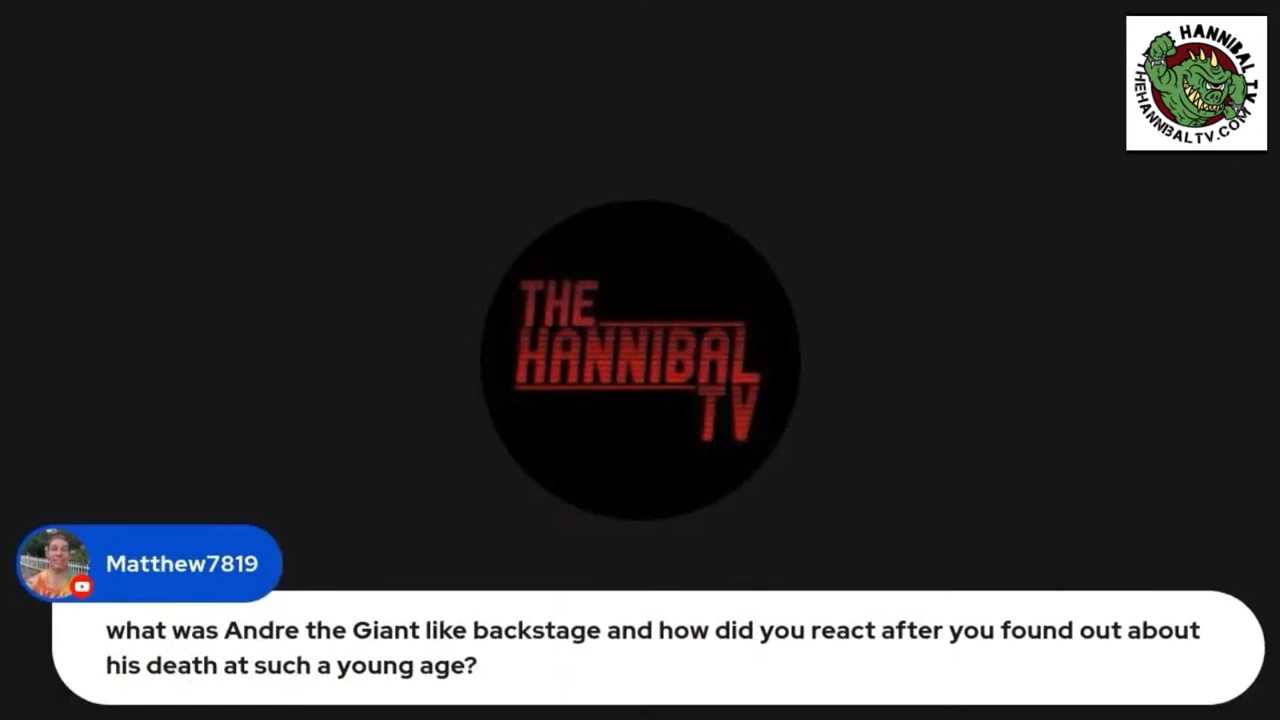 THE HANNIBAL TV
THEHANNIBALTV.COM
THE
HANNIBAL
TV
Matthew7819
what was Andre the Giant like backstage and how did you react after you found out about
his death at such a young age?